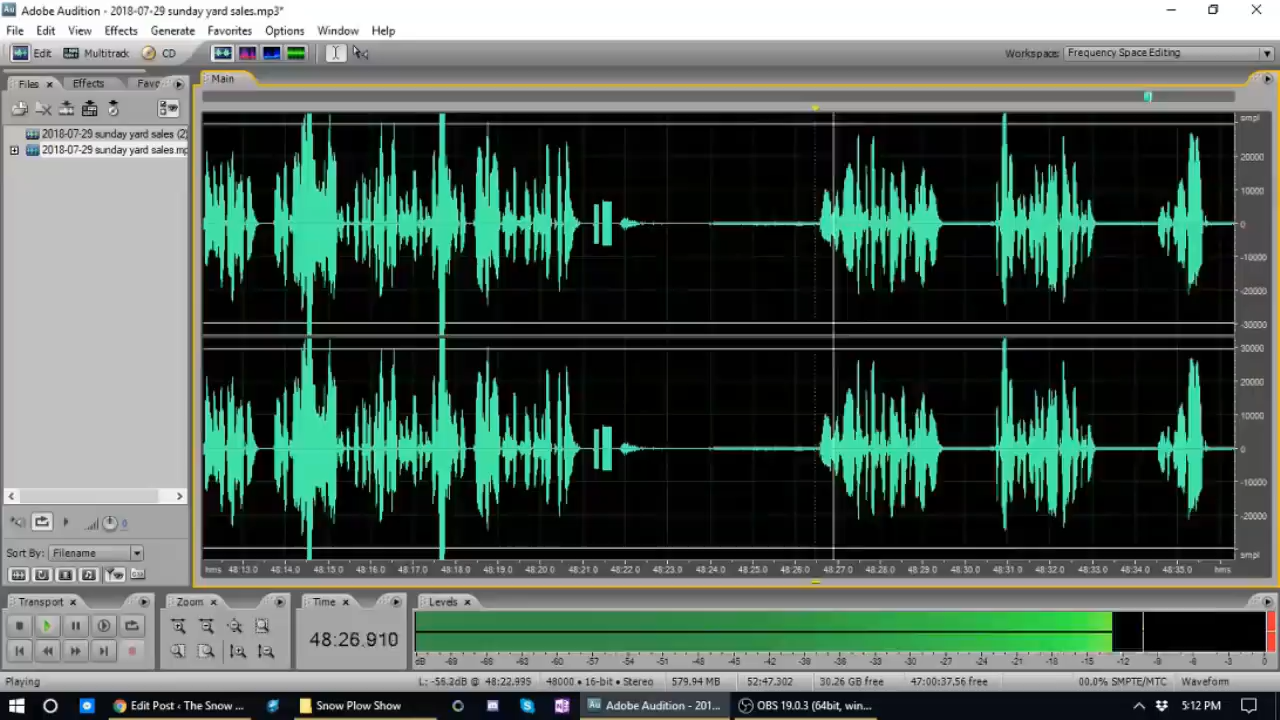 Adobe Audition - 2018-07-29 sunday yard sales.mp3*
File Edit View Effects Generate Favorites Options Window Help
Edit Multitrack CD
Workspace: Frequency Space Editing
Files Effects Favo
Main
2018-07-29 sunday yard sales (2)
2018-07-29 sunday yard sales.mp
smpl
20000
10000
0
-10000
-20000
-30000
30000
20000
10000
0
-10000
-20000
smpl
hms 48:13.0 48:14.0 48:15.0 48:16.0 48:17.0 48:18.0 48:19.0 48:20.0 48:21.0 48:22.0 48:23.0 48:24.0 48:25.0 48:26.0 48:27.0 48:28.0 48:29.0 48:30.0 48:31.0 48:32.0 48:33.0 48:34.0 48:35.0 hms
0
Sort By: Filename
Transport Zoom Time Levels
48:26.910
dB -69 -66 -63 -60 -57 -54 -51 -48 -45 -42 -39 -36 -33 -30 -27 -24 -21 -18 -15 -12 -9 -6 -3 0
Playing
L: -56.2dB @ 48:22.995 48000 • 16-bit • Stereo 579.94 MB 52:47.302 30.26 GB free 47:00:37.56 free 00.0% SMPTE/MTC Waveform
Edit Post ‹ The Snow ... Snow Plow Show Adobe Audition - 201... OBS 19.0.3 (64bit, win... 5:12 PM